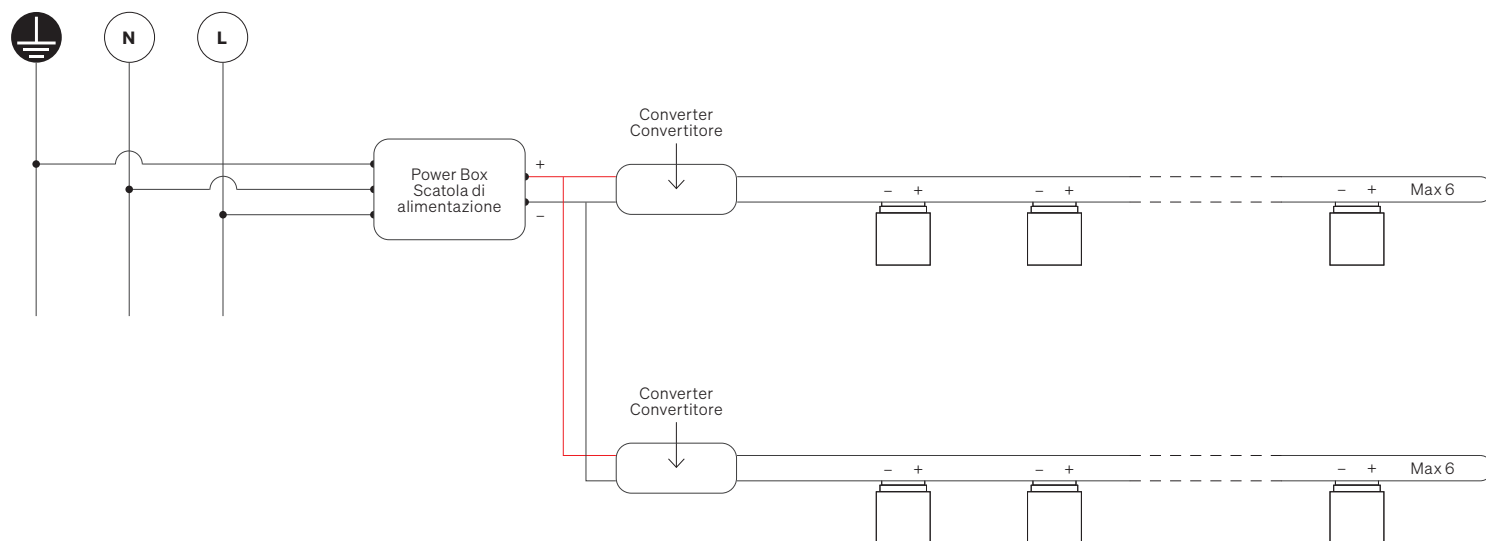 N
L
Converter
Convertitore
Power Box
Scatola di
alimentazione
+
–
– +
– +
– +
Max 6
Converter
Convertitore
– +
– +
– +
Max 6